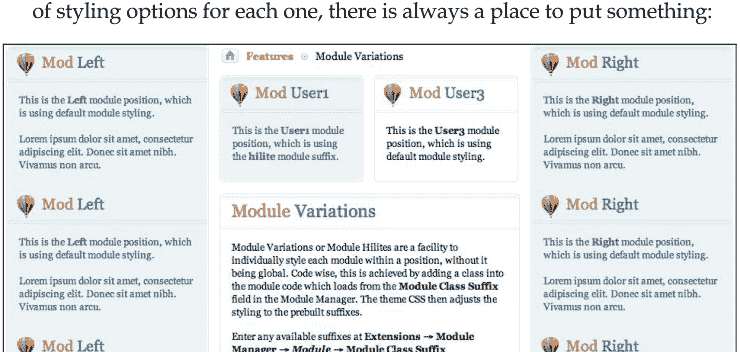 of styling options for each one, there is always a place to put something:
Mod Left
This is the Left module position, which
is using default module styling.
Lorem ipsum dolor sit amet, consectetur
adipiscing elit. Donec sit amet nibh.
Vivamus non arcu.
Mod Left
This is the Left module position, which
is using default module styling.
Lorem ipsum dolor sit amet, consectetur
adipiscing elit. Donec sit amet nibh.
Vivamus non arcu.
Mod Left
Features Module Variations
Mod User1
This is the User1 module
position, which is using
the hilite module suffix.
Mod User3
This is the User3 module
position, which is using
default module styling.
Module Variations
Module Variations or Module Hilites are a facility to
individually style each module within a position, without it
being global. Code wise, this is achieved by adding a class into
the module code which loads from the Module Class Suffix
field in the Module Manager. The theme CSS then adjusts the
styling to the prebuilt suffixes.
Enter any available suffixes at Extensions → Module
Manager → Module → Module Class Suffix
Mod Right
This is the Right module position,
which is using default module styling.
Lorem ipsum dolor sit amet, consectetur
adipiscing elit. Donec sit amet nibh.
Vivamus non arcu.
Mod Right
This is the Right module position,
which is using default module styling.
Lorem ipsum dolor sit amet, consectetur
adipiscing elit. Donec sit amet nibh.
Vivamus non arcu.
Mod Right